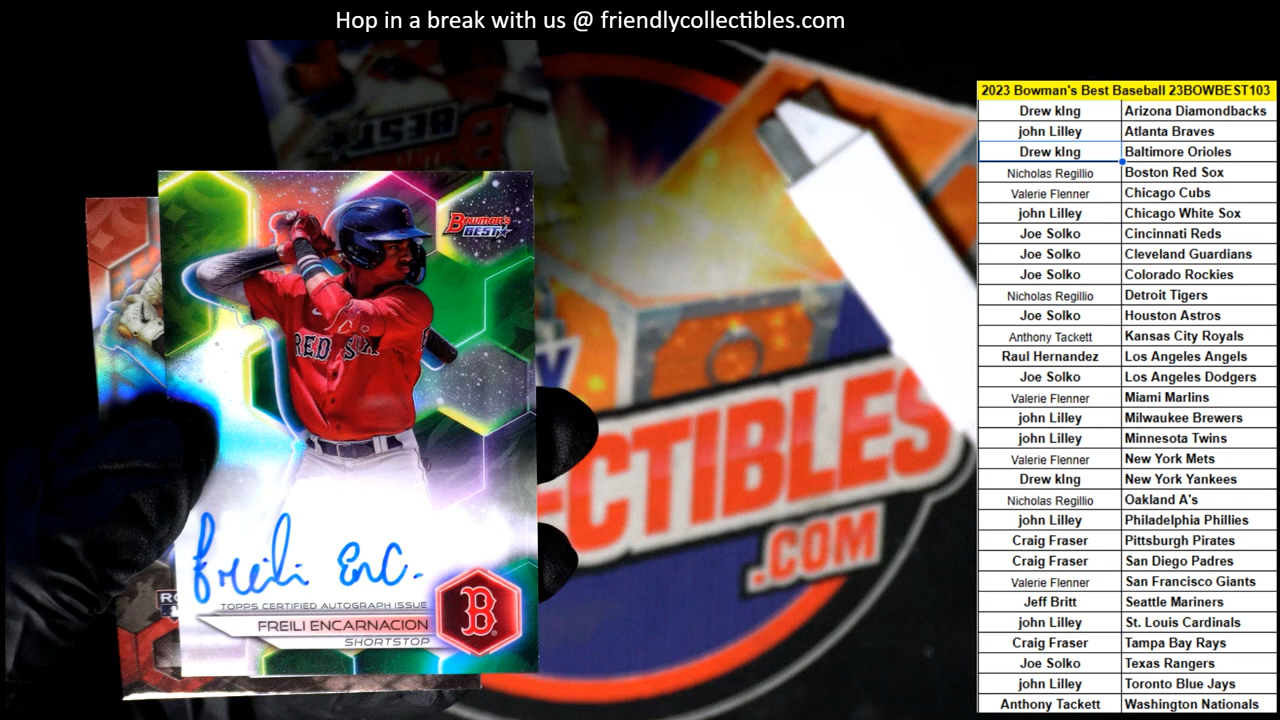 Hop in a break with us @ friendlycollectibles.com
2023 Bowman's Best Baseball 23BOWBEST103
Drew kIng Arizona Diamondbacks
john Lilley Atlanta Braves
Drew kIng Baltimore Orioles
Nicholas Regillio Boston Red Sox
Valerie Flenner Chicago Cubs
john Lilley Chicago White Sox
Joe Solko Cincinnati Reds
Joe Solko Cleveland Guardians
Joe Solko Colorado Rockies
Nicholas Regillio Detroit Tigers
Joe Solko Houston Astros
Anthony Tackett Kansas City Royals
Raul Hernandez Los Angeles Angels
Joe Solko Los Angeles Dodgers
Valerie Flenner Miami Marlins
john Lilley Milwaukee Brewers
john Lilley Minnesota Twins
Valerie Flenner New York Mets
Drew kIng New York Yankees
Nicholas Regillio Oakland A's
john Lilley Philadelphia Phillies
Craig Fraser Pittsburgh Pirates
Craig Fraser San Diego Padres
Valerie Flenner San Francisco Giants
Jeff Britt Seattle Mariners
john Lilley St. Louis Cardinals
Craig Fraser Tampa Bay Rays
Joe Solko Texas Rangers
john Lilley Toronto Blue Jays
Anthony Tackett Washington Nationals
BEST
Bowman's
BEST
RED SOX
Freili Enc.
TOPPS CERTIFIED AUTOGRAPH ISSUE
FREILI ENCARNACION
SHORTSTOP
B
RO
ECTIBLES
.COM